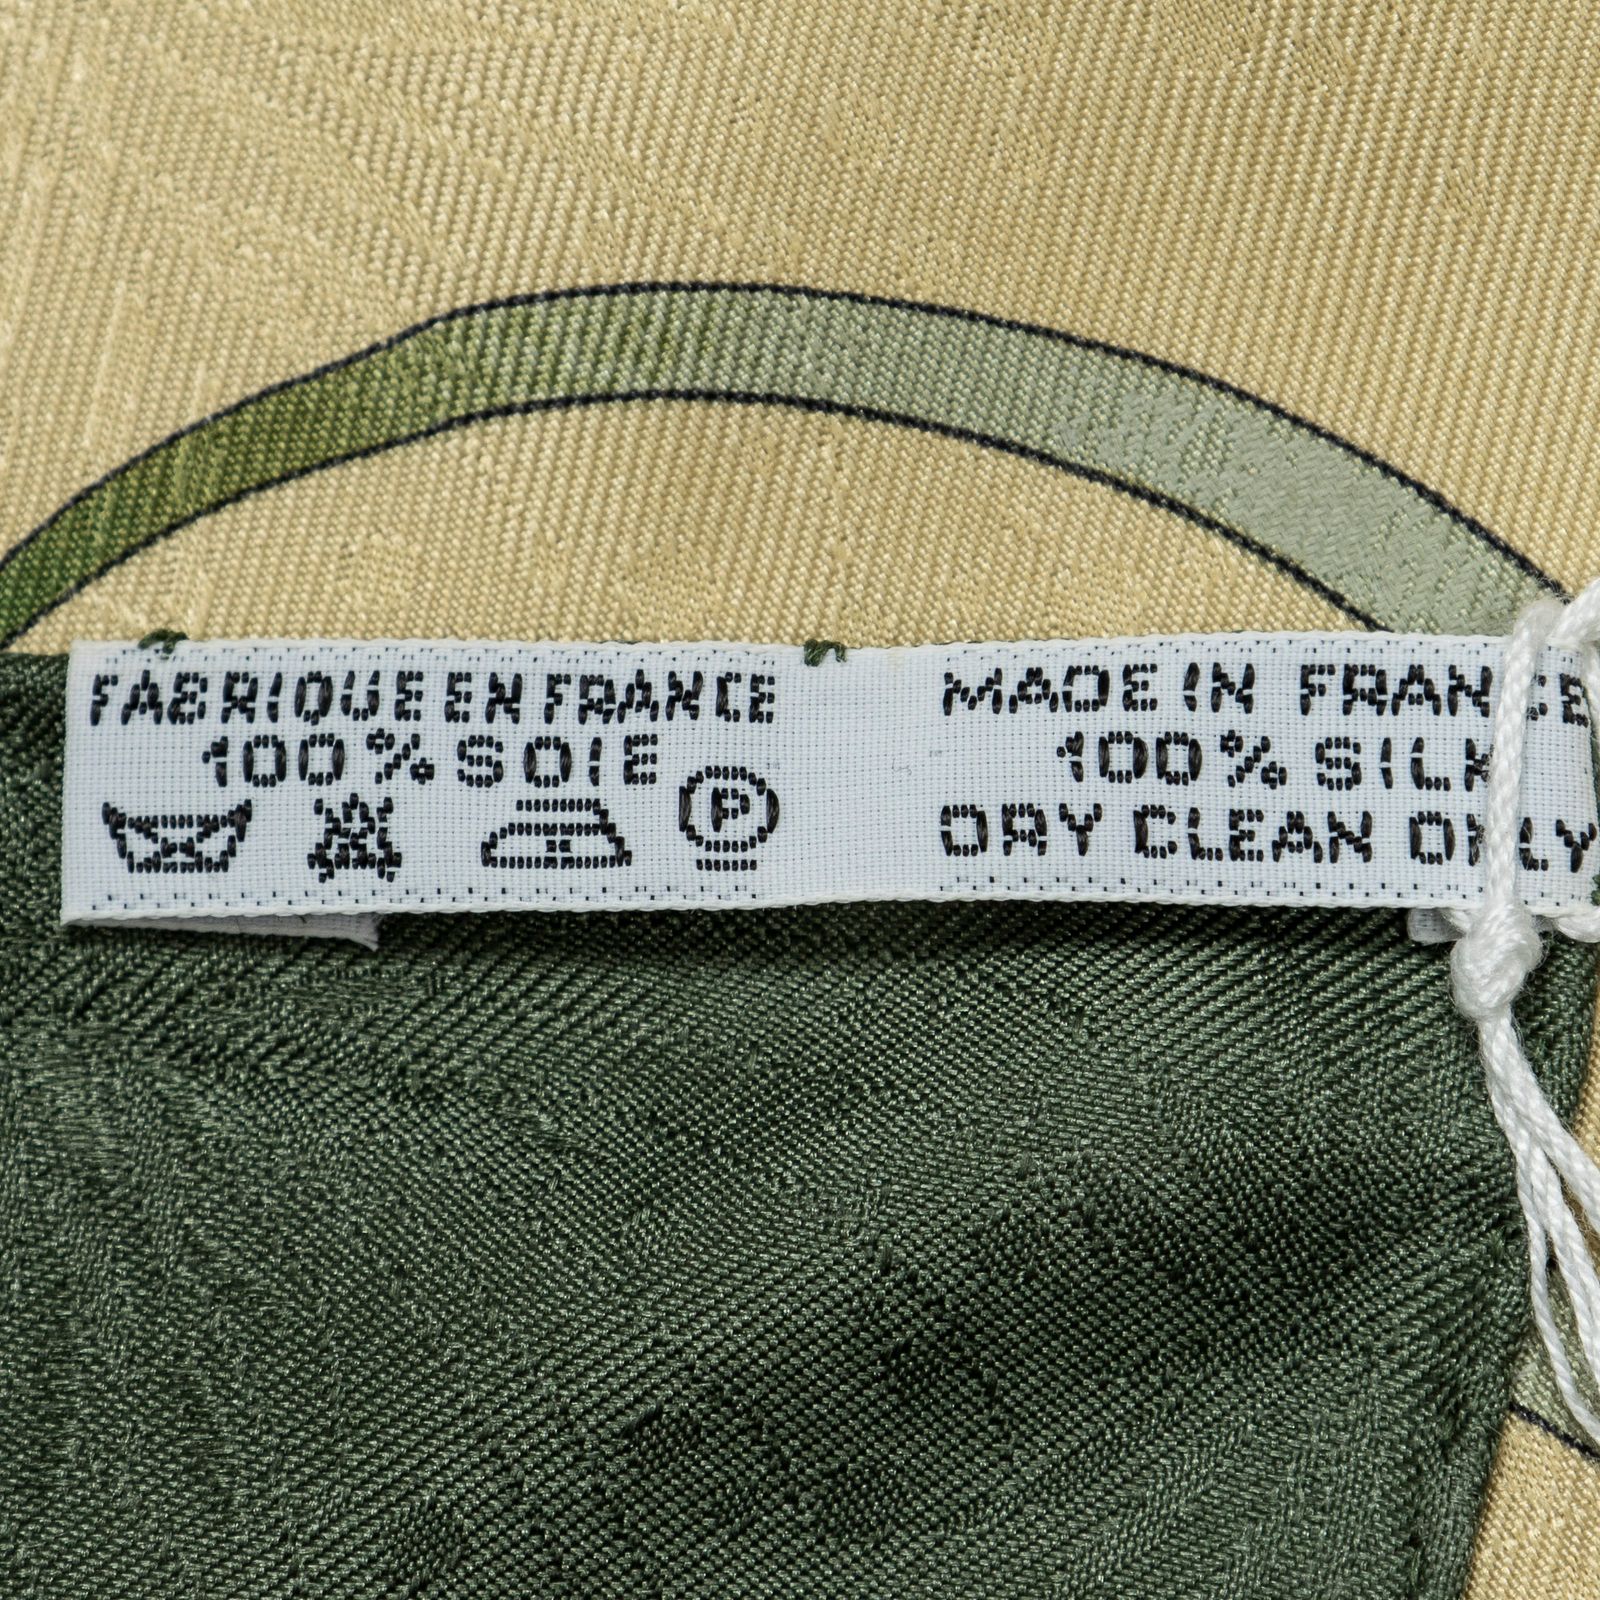 FABRIQUE EN FRANCE
100% SOIE
P
MADE IN FRANCE
100% SILK
DRY CLEAN ONLY